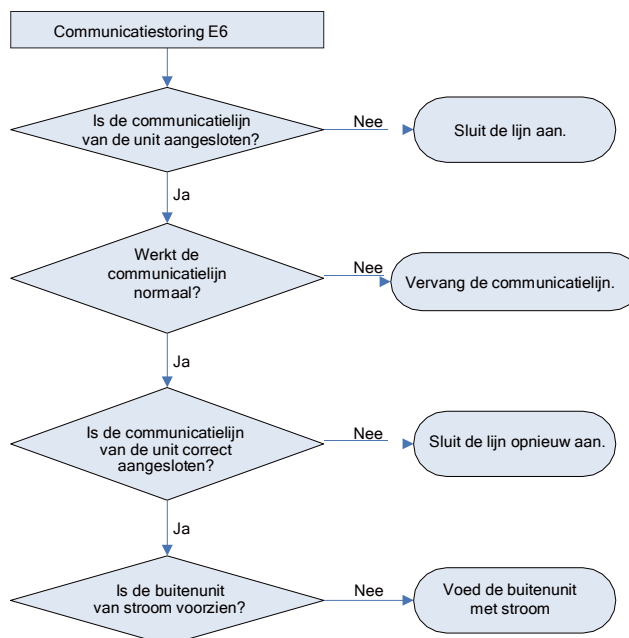 Communicatiestoring E6
Is de communicatielijn
van de unit aangesloten?
Nee
Sluit de lijn aan.
Ja
Werkt de
communicatielijn
normaal?
Nee
Vervang de communicatielijn.
Ja
Is de communicatielijn
van de unit correct
aangesloten?
Nee
Sluit de lijn opnieuw aan.
Ja
Is de buitenunit
van stroom voorzien?
Nee
Voed de buitenunit
met stroom